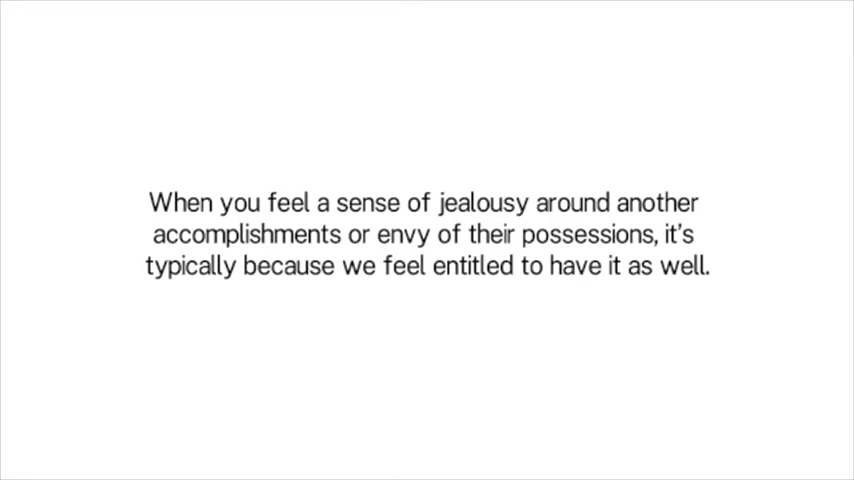 When you feel a sense of jealousy around another
accomplishments or envy of their possessions, it's
typically because we feel entitled to have it as well.